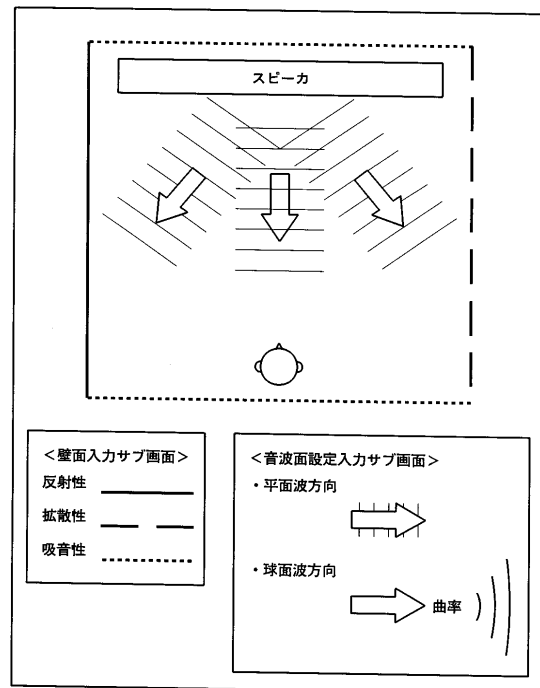 スピーカ
＜壁面入力サブ画面＞
反射性
拡散性
吸音性
＜音波面設定入力サブ画面＞
・平面波方向
・球面波方向
曲率